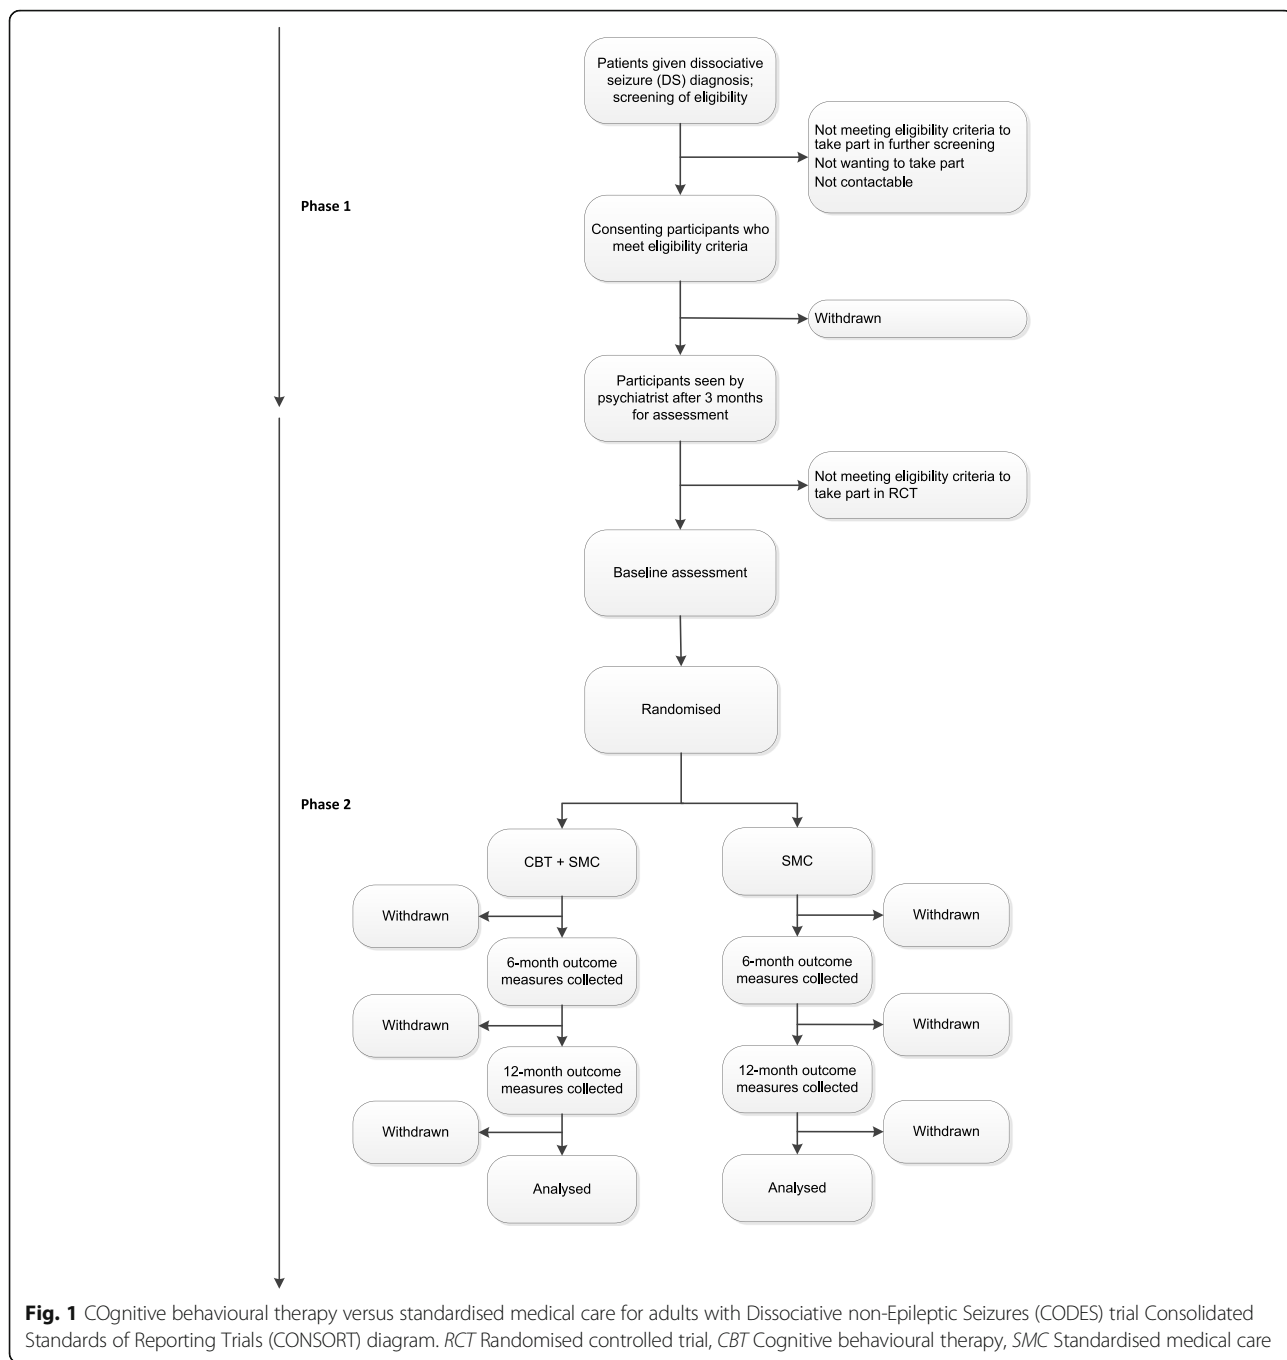 Patients given dissociative
seizure (DS) diagnosis;
screening of eligibility
Not meeting eligibility criteria to
take part in further screening
Not wanting to take part
Not contactable
Phase 1
Consenting participants who
meet eligibility criteria
Withdrawn
Participants seen by
psychiatrist after 3 months
for assessment
Not meeting eligibility criteria to
take part in RCT
Baseline assessment
Randomised
Phase 2
CBT + SMC
SMC
Withdrawn
Withdrawn
6-month outcome
measures collected
6-month outcome
measures collected
Withdrawn
Withdrawn
12-month outcome
measures collected
12-month outcome
measures collected
Withdrawn
Withdrawn
Analysed
Analysed
Fig. 1 COgnitive behavioural therapy versus standardised medical care for adults with Dissociative non-Epileptic Seizures (CODES) trial Consolidated
Standards of Reporting Trials (CONSORT) diagram. RCT Randomised controlled trial, CBT Cognitive behavioural therapy, SMC Standardised medical care